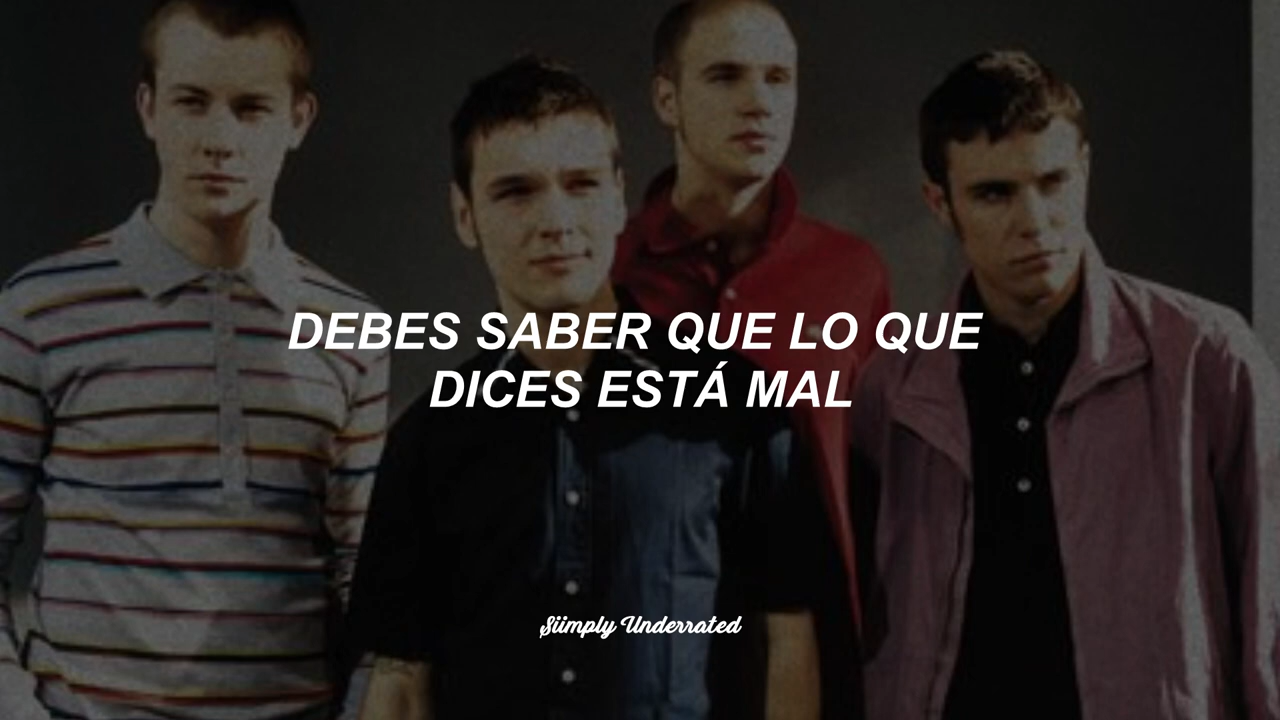 DEBES SABER QUE LO QUE
DICES ESTÁ MAL
Siimply Underrated